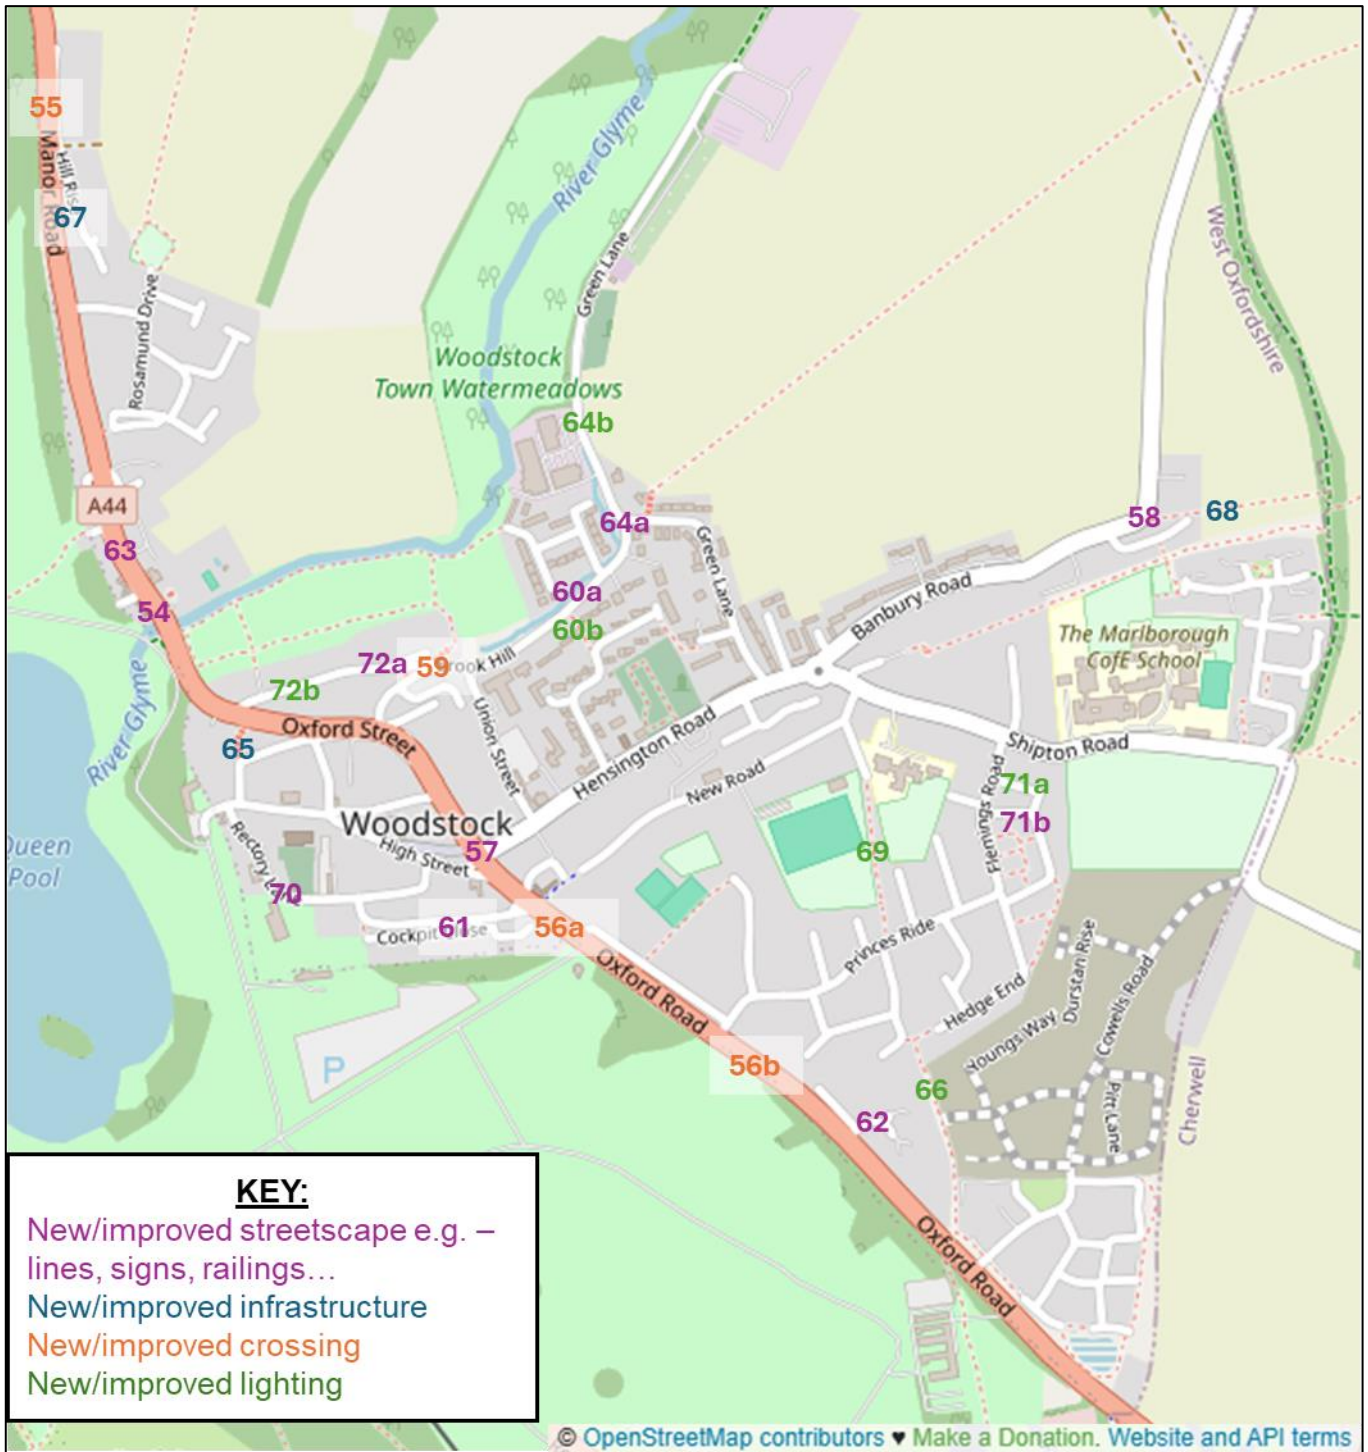 55
Manor Road
Hill Rise
67
River Glyme
Green Lane
West Oxfordshire
Rosamund Drive
Woodstock
Town Watermeadows
64b
A44
63
64a
58
68
Green Lane
54
60a
60b
Banbury Road
The Marlborough
CofE School
72a
59
Brook Hill
72b
Oxford Street
Union Street
River Glyme
65
Hensington Road
Shipton Road
New Road
Flemings Road
71a
71b
Woodstock
57
High Street
69
Queen
Pool
Rectory Lane
70
61
Cockpit Close
56a
Oxford Road
Princes Ride
Durstan Rise
Cowells Road
Hedge End
Youngs Way
P
56b
66
62
Pitt Lane
Cherwell
Oxford Road
KEY:
New/improved streetscape e.g. –
lines, signs, railings…
New/improved infrastructure
New/improved crossing
New/improved lighting
© OpenStreetMap contributors ♥ Make a Donation. Website and API terms